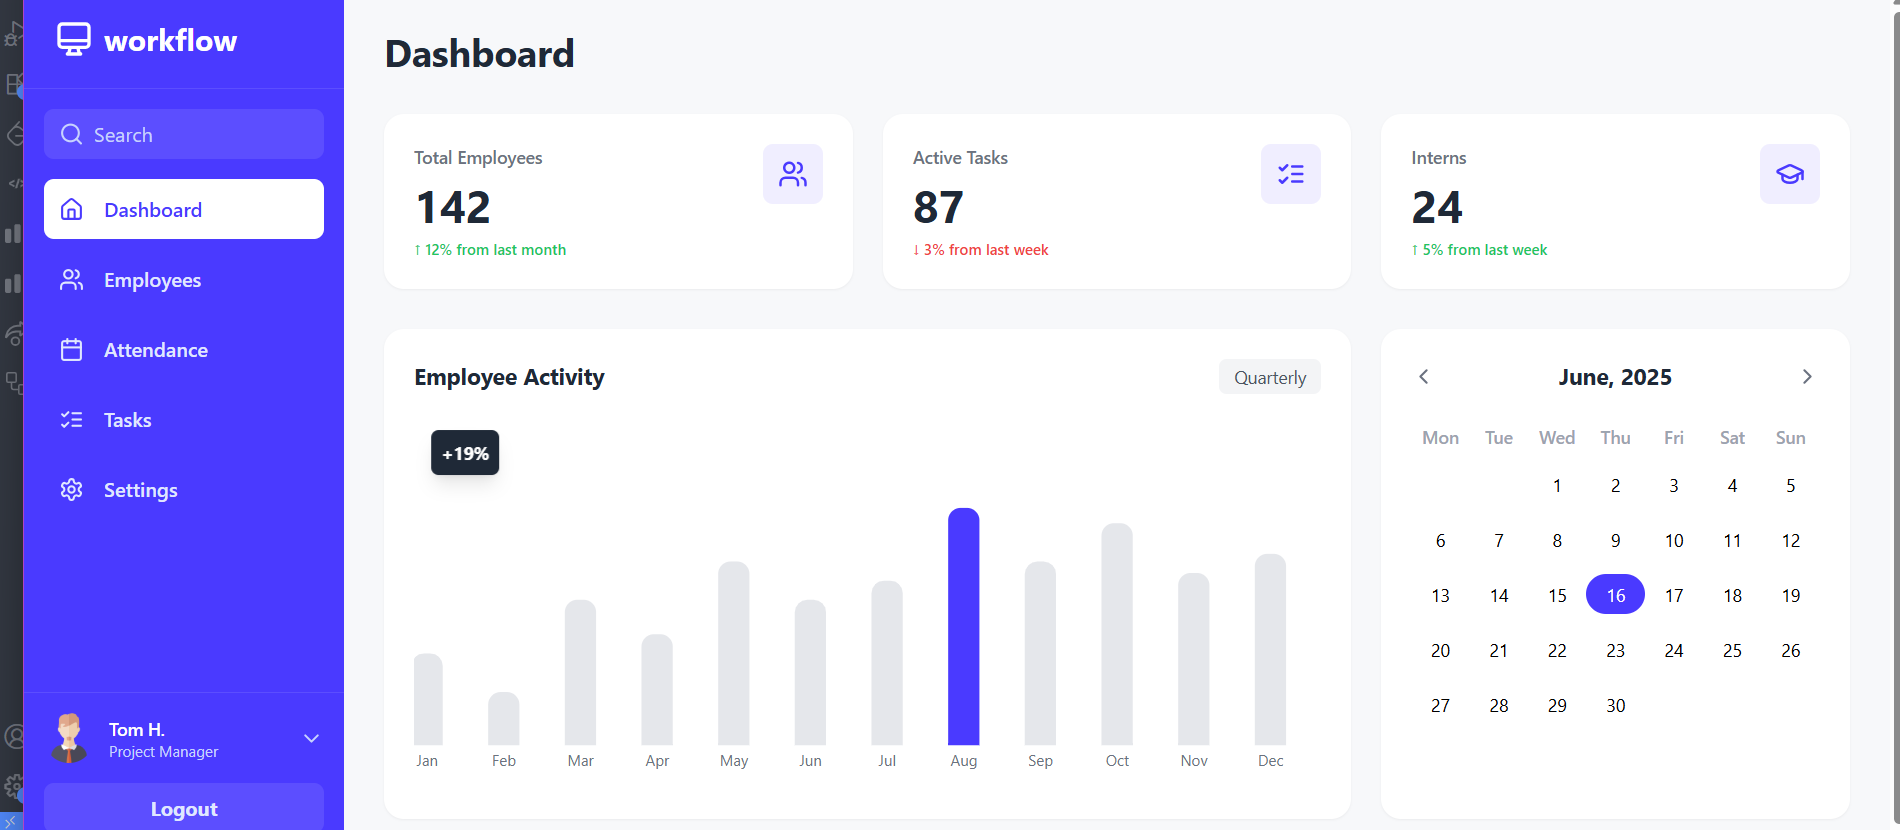 workflow
Search
Dashboard
Employees
Attendance
Tasks
Settings
Tom H.
Project Manager
Logout
Dashboard
Total Employees
142
↑ 12% from last month
Active Tasks
87
↓ 3% from last week
Interns
24
↑ 5% from last week
Employee Activity
Quarterly
+19%
Jan Feb Mar Apr May Jun Jul Aug Sep Oct Nov Dec
June, 2025
Mon Tue Wed Thu Fri Sat Sun
1 2 3 4 5
6 7 8 9 10 11 12
13 14 15 16 17 18 19
20 21 22 23 24 25 26
27 28 29 30